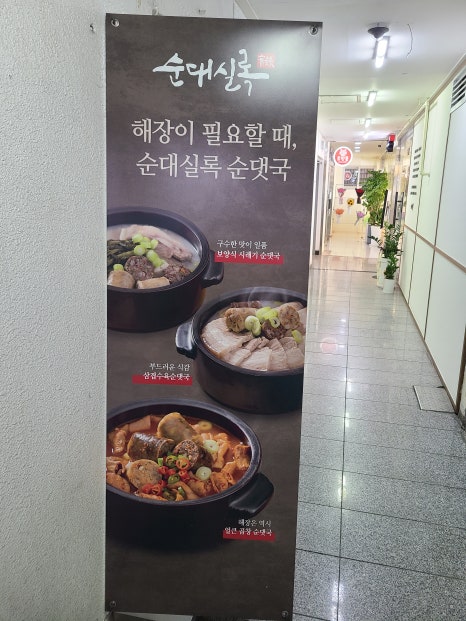 순대실록
해장이 필요할 때,
순대실록 순댓국
구수한 맛이 일품
보양식 시래기 순댓국
부드러운 식감
삼겹수육순댓국
해장은 역시
얼큰 곱창 순댓국